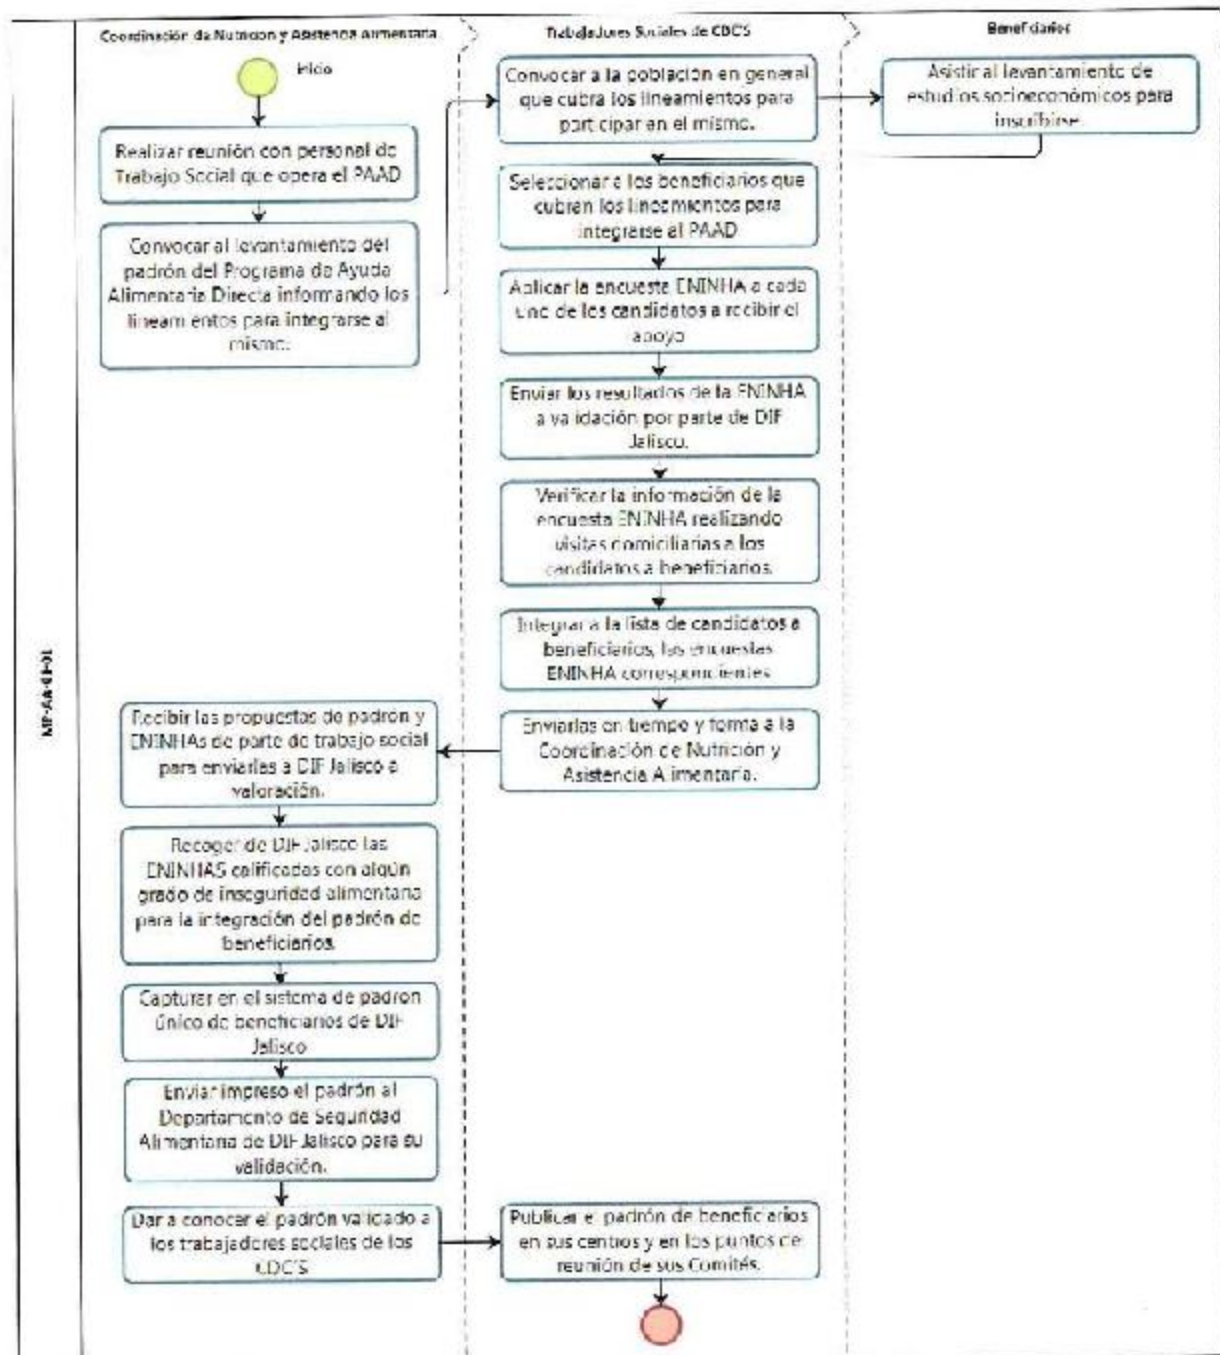 Coordinación de Nutrición y Asistencia Alimentaria
Trabajadores Sociales de CDC'S
Beneficiarios
Inicio
Realizar reunión con personal de
Trabajo Social que opera el PAAD
Convocar al levantamiento del
padrón del Programa de Ayuda
Alimentaria Directa informando los
lineamientos para integrarse al
mismo.
Convocar a la población en general
que cubra los lineamientos para
participar en el mismo.
Asistir al levantamiento de
estudios socioeconómicos para
inscribirse.
Seleccionar a los beneficiarios que
cubran los lineamientos para
integrarse al PAAD
Aplicar la encuesta ENINHA a cada
uno de los candidatos a recibir el
apoyo
Enviar los resultados de la ENINHA
a validación por parte de DIF
Jalisco.
Verificar la información de la
encuesta ENINHA realizando
visitas domiciliarias a los
candidatos a beneficiarios.
Integrar a la lista de candidatos a
beneficiarios, las encuestas
ENINHA correspondientes
Enviarlas en tiempo y forma a la
Coordinación de Nutrición y
Asistencia Alimentaria.
Recibir las propuestas de padrón y
ENINHAs de parte de trabajo social
para enviarlas a DIF Jalisco a
valoración.
Recoger de DIF Jalisco las
ENINHAS calificadas con algún
grado de inseguridad alimentaria
para la integración del padrón de
beneficiarios.
Capturar en el sistema de padrón
único de beneficiarios de DIF
Jalisco
Enviar impreso el padrón al
Departamento de Seguridad
Alimentaria de DIF Jalisco para su
validación.
Dar a conocer el padrón validado a
los trabajadores sociales de los
CDC'S
Publicar el padrón de beneficiarios
en sus centros y en los puntos de
reunión de sus Comités.